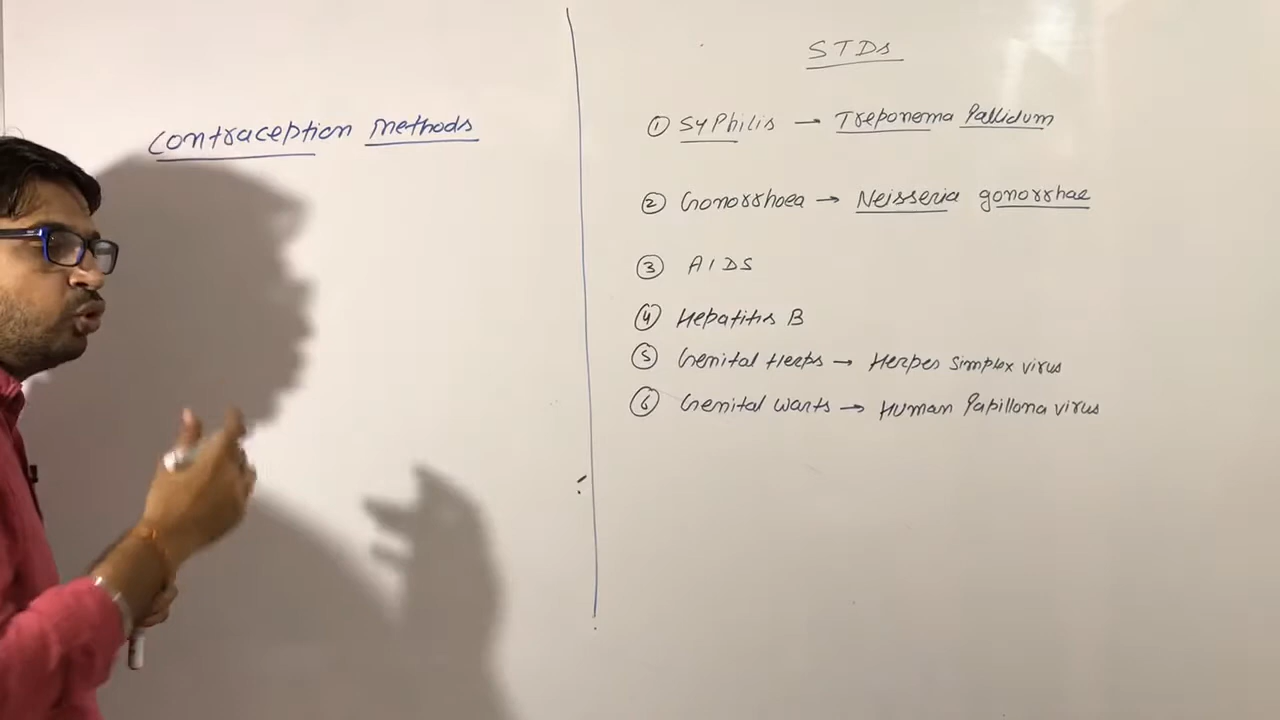 Contraception Methods
STDs
① Syphilis → Treponema Pallidum
② Gonorrhoea → Neisseria gonorrhae
③ AIDS
④ Hepatitis B
⑤ Genital Herps → Herpes simplex virus
⑥ Genital warts → Human Papillona virus